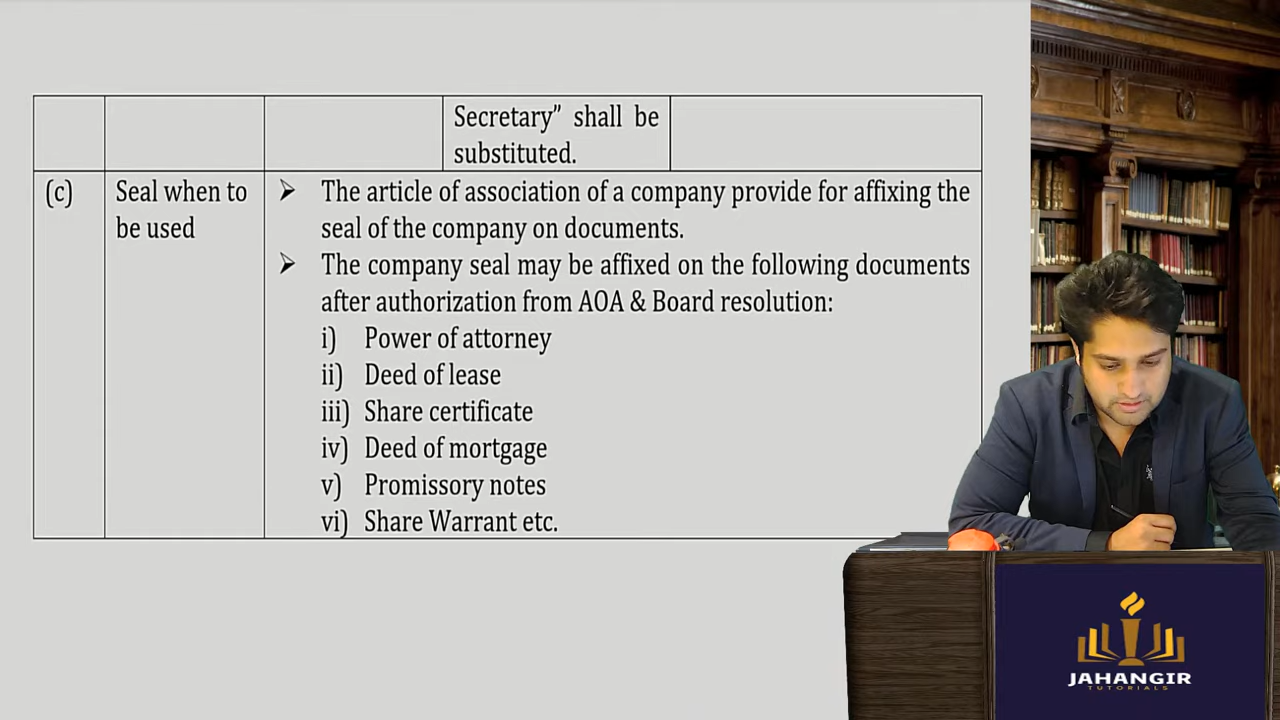 Secretary” shall be
substituted.
(c)
Seal when to
be used
➢ The article of association of a company provide for affixing the
seal of the company on documents.
➢ The company seal may be affixed on the following documents
after authorization from AOA & Board resolution:
i) Power of attorney
ii) Deed of lease
iii) Share certificate
iv) Deed of mortgage
v) Promissory notes
vi) Share Warrant etc.
JAHANGIR
TUTORIALS